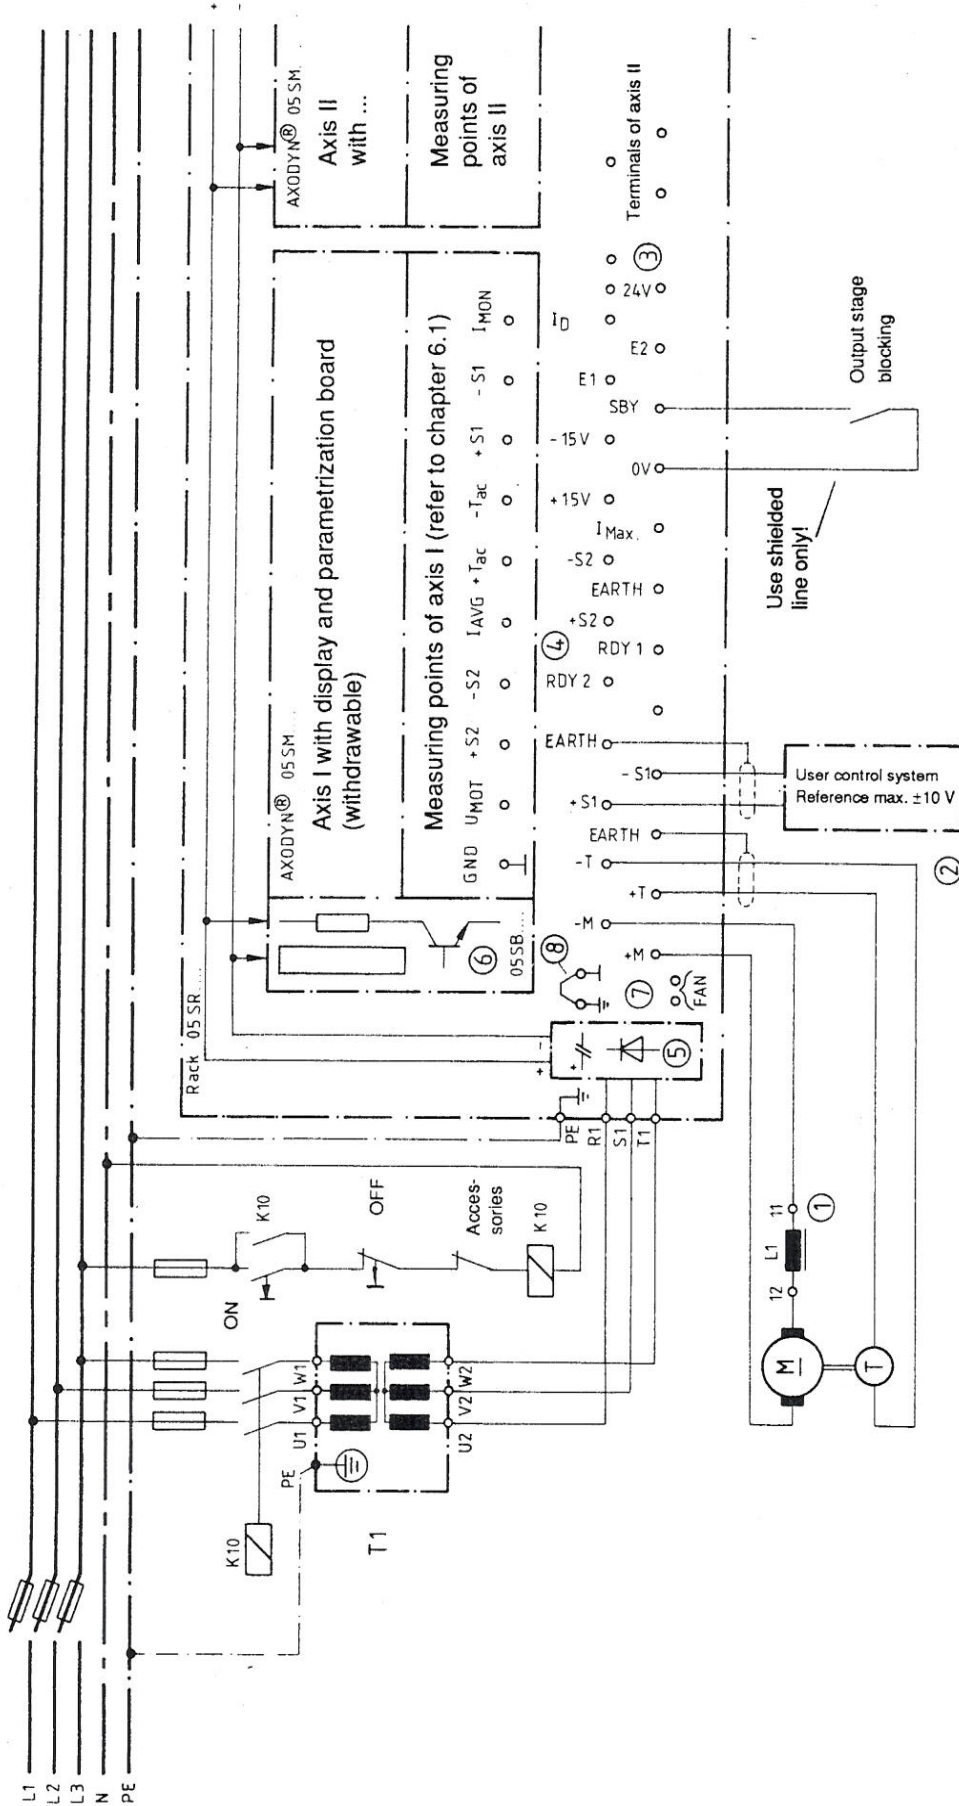 L1
L2
L3
N
PE
K10
PE
T1
U1
V1
W1
U2
V2
W2
ON
K10
OFF
Acces-
sories
K10
Rack 05 SR.....
PE
R1
S1
T1
+
-
+
5
6
05SB....
7
8
FAN
AXODYN® 05 SM....
Axis I with display and parametrization board
(withdrawable)
Measuring points of axis I (refer to chapter 6.1)
GND
UMOT
+S2
-S2
IAVG
+Tac
-Tac
+S1
-S1
IMON
+
-
AXODYN® 05 SM.
Axis II
with ...
Measuring
points of
axis II
+M
-M
+T
-T
EARTH
+S1
-S1
EARTH
RDY 2
RDY 1
4
+S2
EARTH
-S2
IMax.
+15V
0V
-15V
SBY
E1
E2
ID
24V
3
Terminals of axis II
Use shielded
line only!
Output stage
blocking
User control system
Reference max. ±10 V
2
M
T
12
L1
11
1